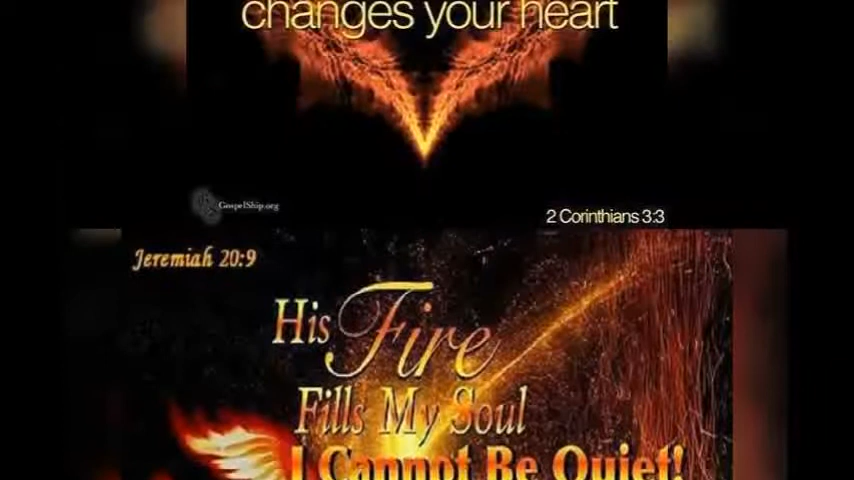 changes your heart
GospelShip.org
2 Corinthians 3:3
Jeremiah 20:9
His Fire
Fills My Soul
I Cannot Be Quiet!